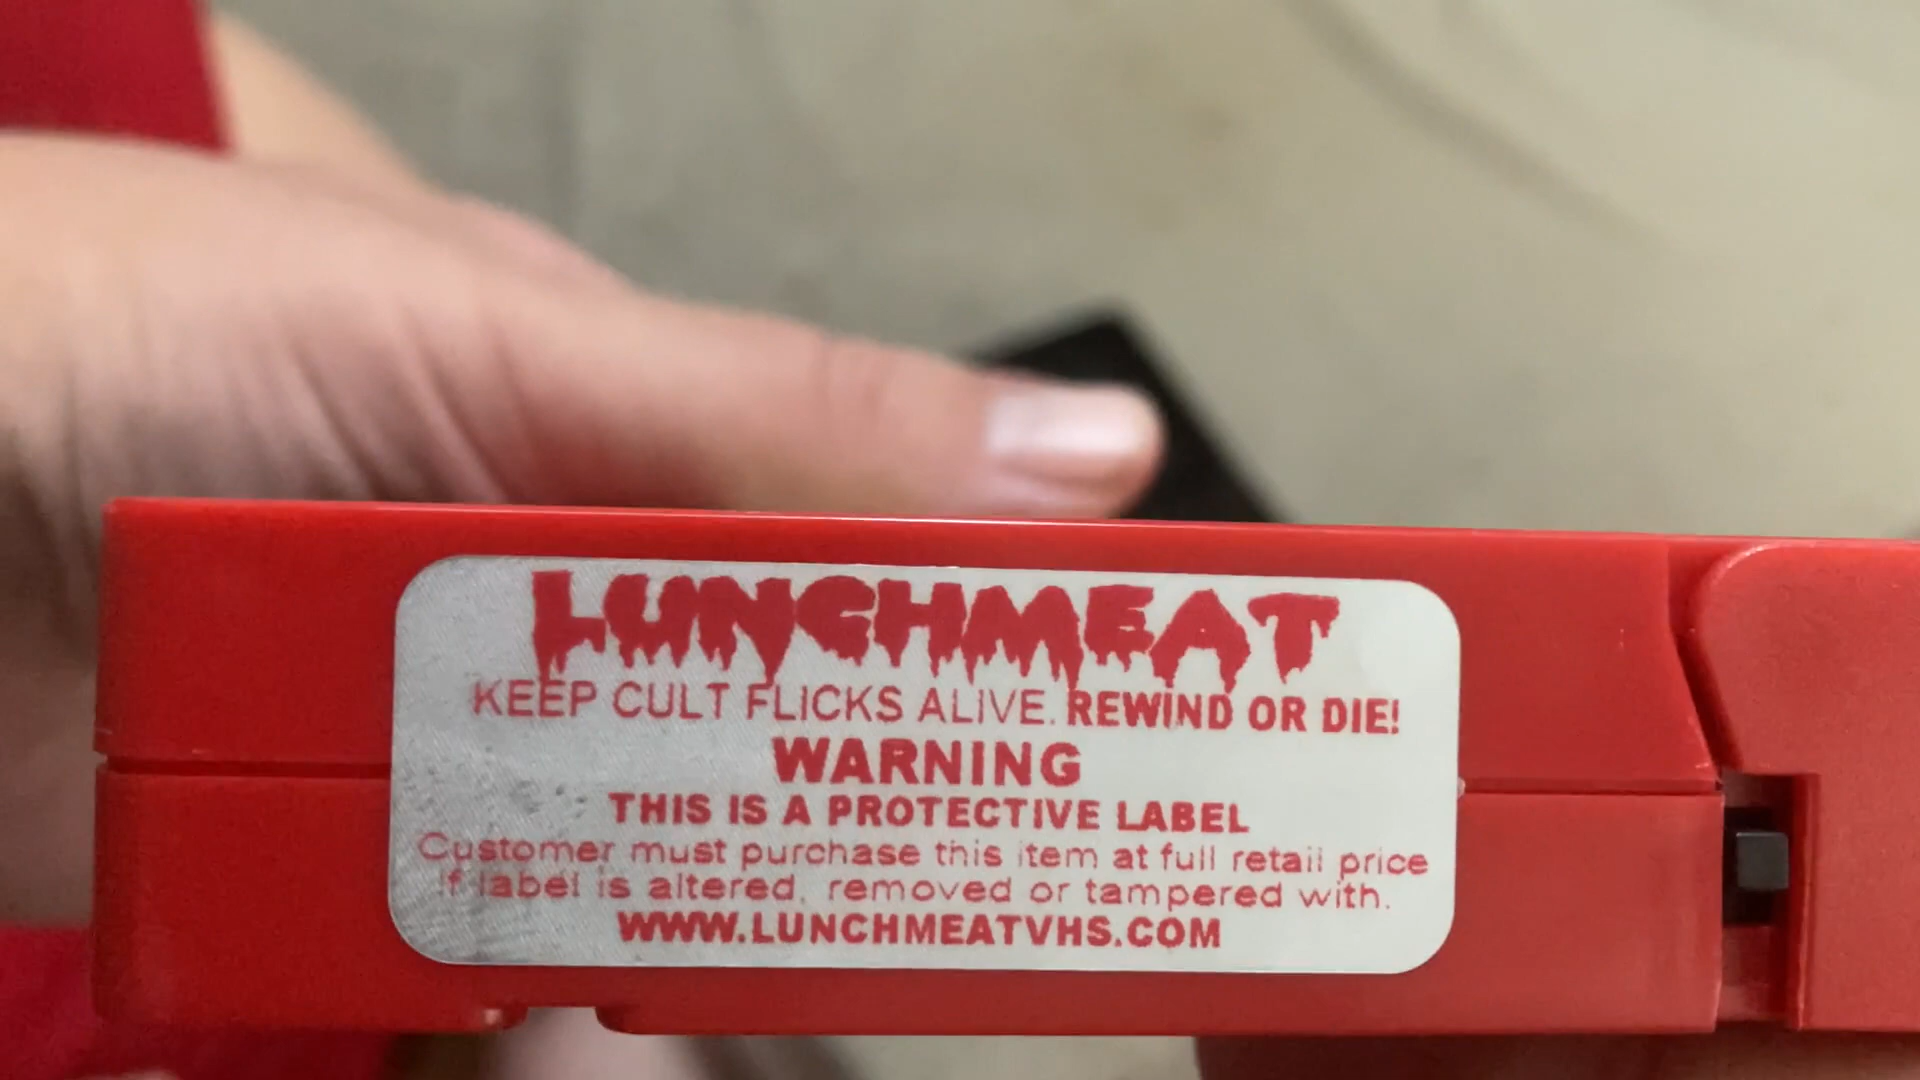 LUNCHMEAT
KEEP CULT FLICKS ALIVE. REWIND OR DIE!
WARNING
THIS IS A PROTECTIVE LABEL
Customer must purchase this item at full retail price
if label is altered, removed or tampered with.
WWW.LUNCHMEATVHS.COM